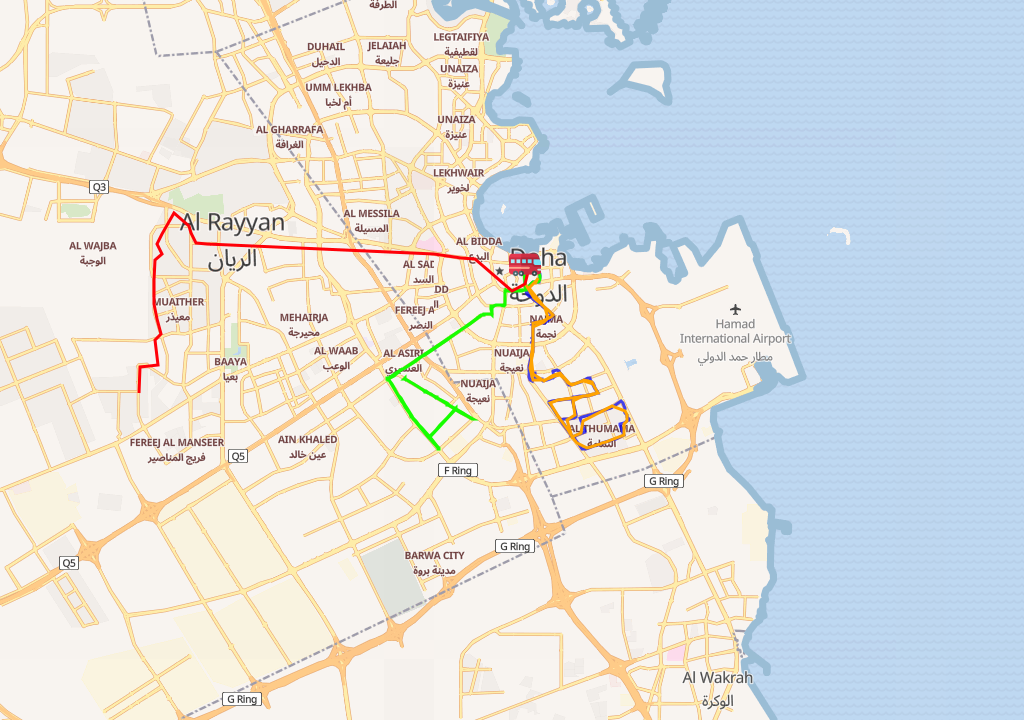 الطرفة
LEGTAIFIYA
لقطيفية
DUHAIL
الدحيل
JELAIAH
جليعة
UNAIZA
عنيزة
UMM LEKHBA
أم لخبا
UNAIZA
عنيزة
AL GHARRAFA
الغرافة
LEKHWAIR
لخوير
Q3
Al Rayyan
الريان
AL MESSILA
المسيلة
AL WAJBA
الوجبة
AL BIDDA
البدع
Doha
الدوحة
AL SAD
السد
DD
ال
MUAITHER
معيذر
MEHAIRJA
محيرجة
FEREEJ A
النصر
NAJMA
نجمة
Hamad
International Airport
مطار حمد الدولي
AL WAAB
الوعب
AL ASIRI
العسيري
NUAIJA
نعيجة
BAAYA
بعيا
NUAIJA
نعيجة
AL THUMAMA
الثمامة
FEREEJ AL MANSEER
فريج المناصير
AIN KHALED
عين خالد
Q5
F Ring
G Ring
G Ring
BARWA CITY
مدينة بروة
Q5
Al Wakrah
الوكرة
G Ring